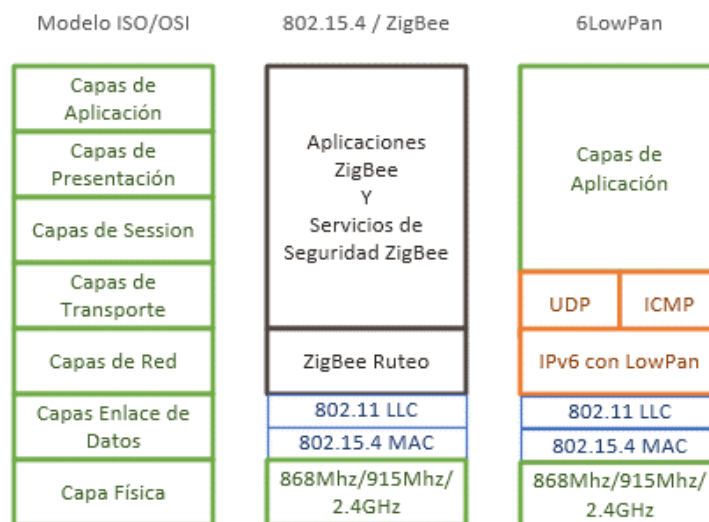 Modelo ISO/OSI
802.15.4 / ZigBee
6LowPan
Capas de
Aplicación
Capas de
Presentación
Capas de Session
Capas de
Transporte
Capas de Red
Capas Enlace de
Datos
Capa Física
Aplicaciones
ZigBee
Y
Servicios de
Seguridad ZigBee
ZigBee Ruteo
802.11 LLC
802.15.4 MAC
868Mhz/915Mhz/
2.4GHz
Capas de
Aplicación
UDP
ICMP
IPv6 con LowPan
802.11 LLC
802.15.4 MAC
868Mhz/915Mhz/
2.4GHz